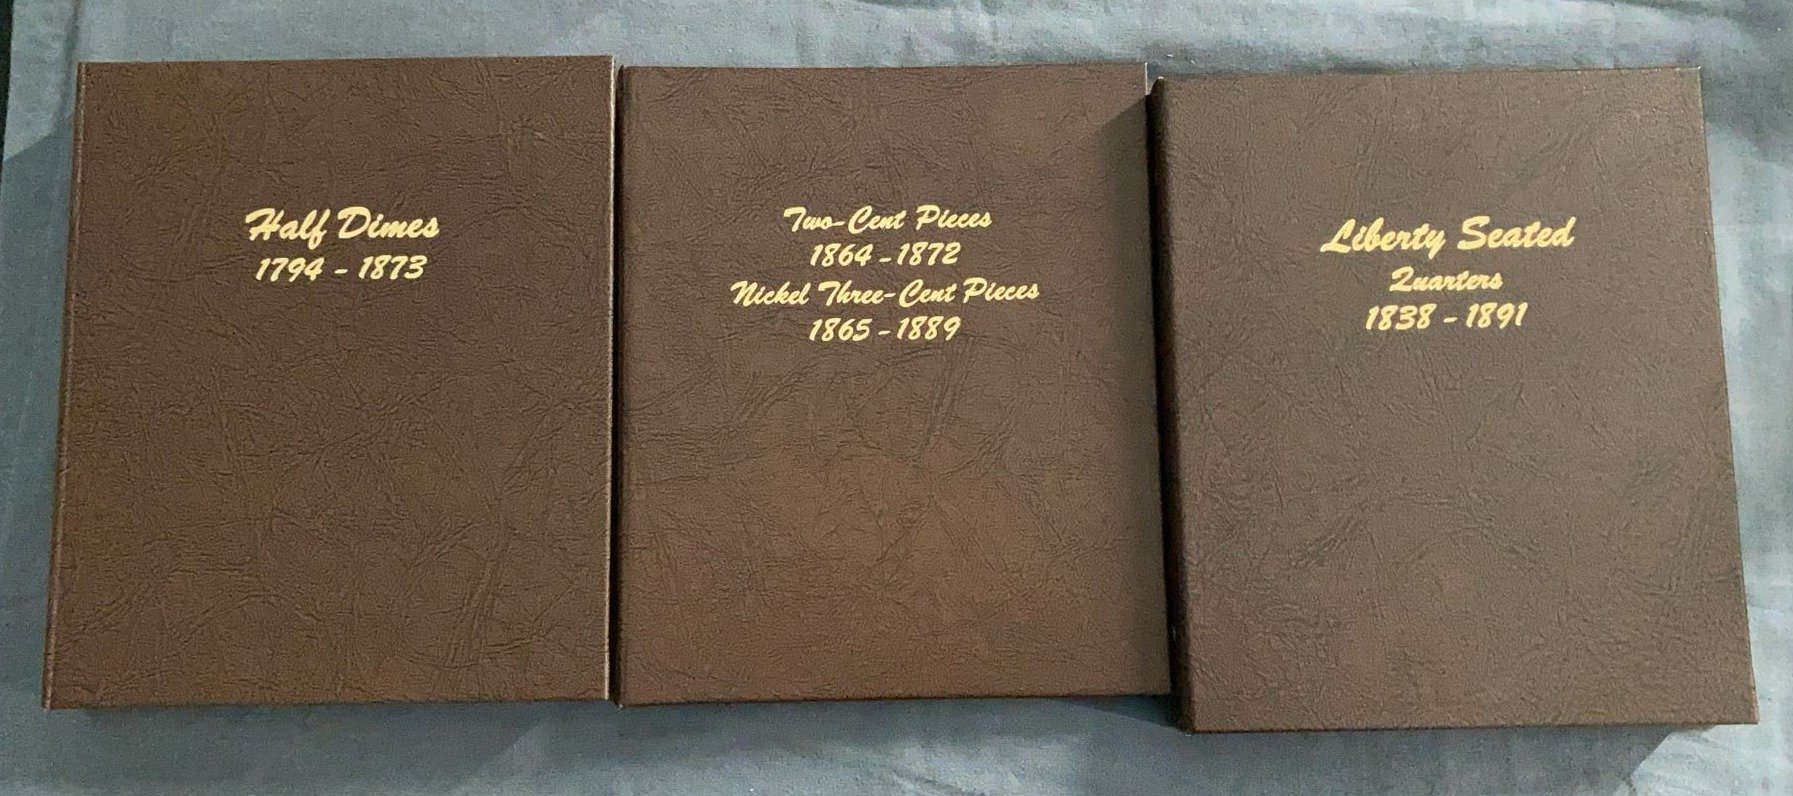 Half Dimes
1794 - 1873
Two-Cent Pieces
1864 - 1872
Nickel Three-Cent Pieces
1865 - 1889
Liberty Seated
Quarters
1838 - 1891